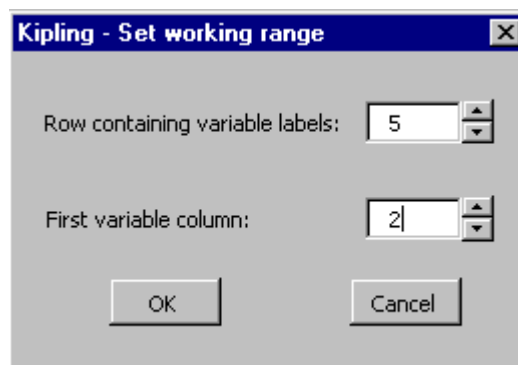 Kipling - Set working range
Row containing variable labels: 5
First variable column: 2
OK Cancel